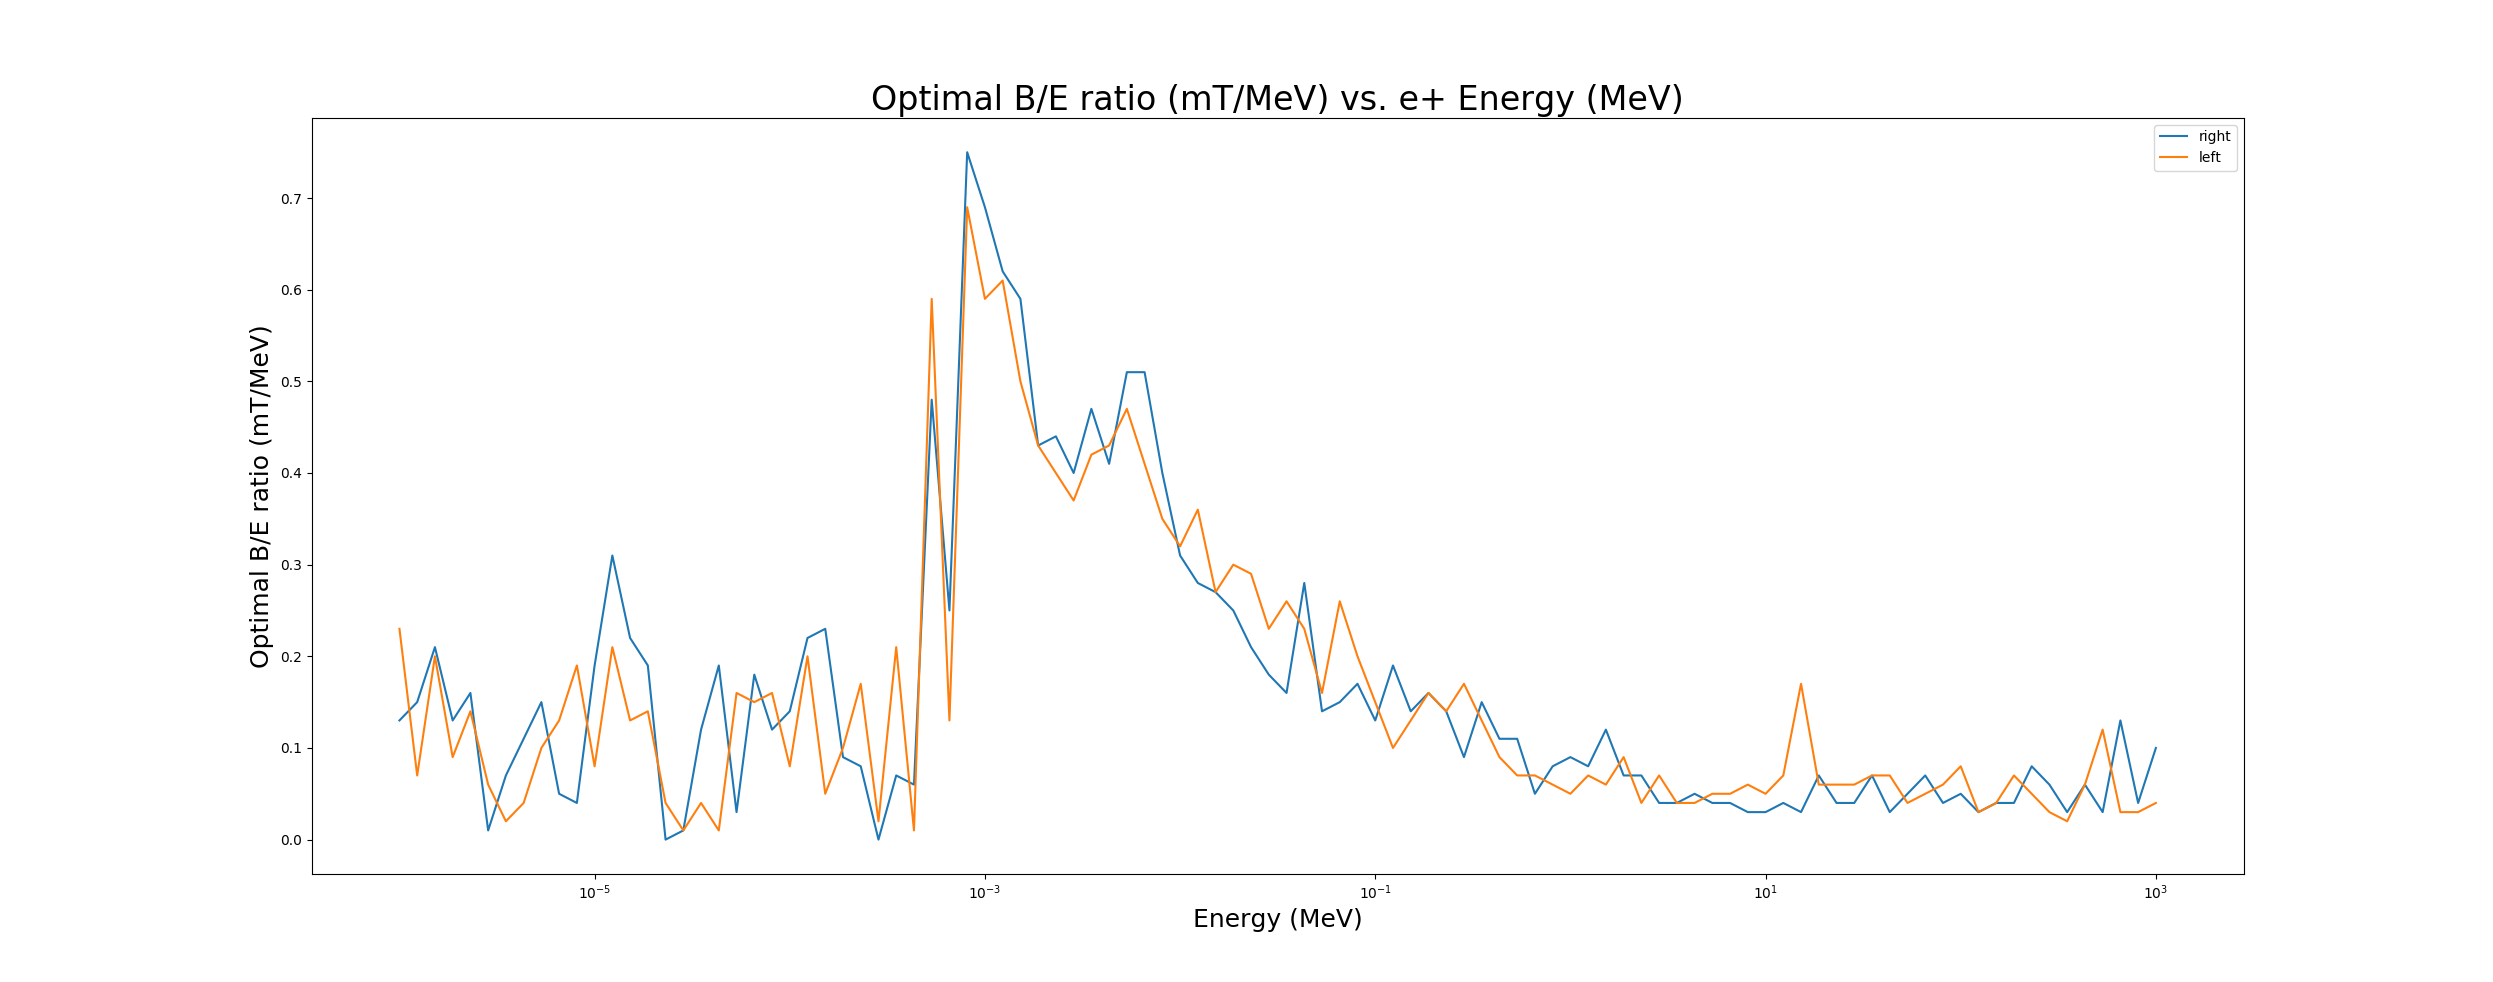 Optimal B/E ratio (mT/MeV) vs. e+ Energy (MeV)
right
left
Optimal B/E ratio (mT/MeV)
0.7
0.6
0.5
0.4
0.3
0.2
0.1
0.0
10⁻⁵
10⁻³
10⁻¹
10¹
10³
Energy (MeV)